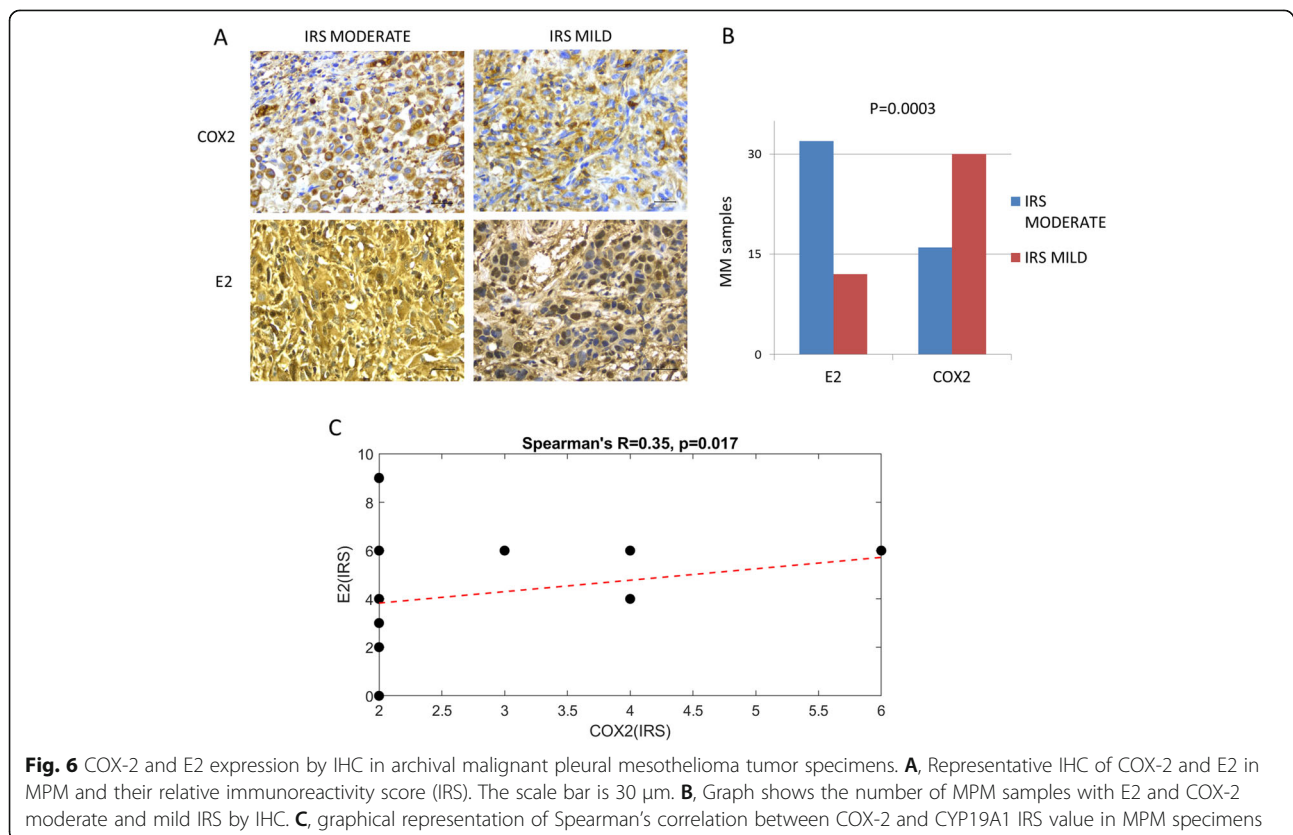 A
IRS MODERATE
IRS MILD
COX2
E2
B
P=0.0003
MM samples
30
15
0
E2
COX2
IRS
MODERATE
IRS MILD
C
Spearman's R=0.35, p=0.017
E2(IRS)
10
8
6
4
2
0
2 2.5 3 3.5 4 4.5 5 5.5 6
COX2(IRS)
Fig. 6 COX-2 and E2 expression by IHC in archival malignant pleural mesothelioma tumor specimens. A, Representative IHC of COX-2 and E2 in
MPM and their relative immunoreactivity score (IRS). The scale bar is 30 μm. B, Graph shows the number of MPM samples with E2 and COX-2
moderate and mild IRS by IHC. C, graphical representation of Spearman's correlation between COX-2 and CYP19A1 IRS value in MPM specimens